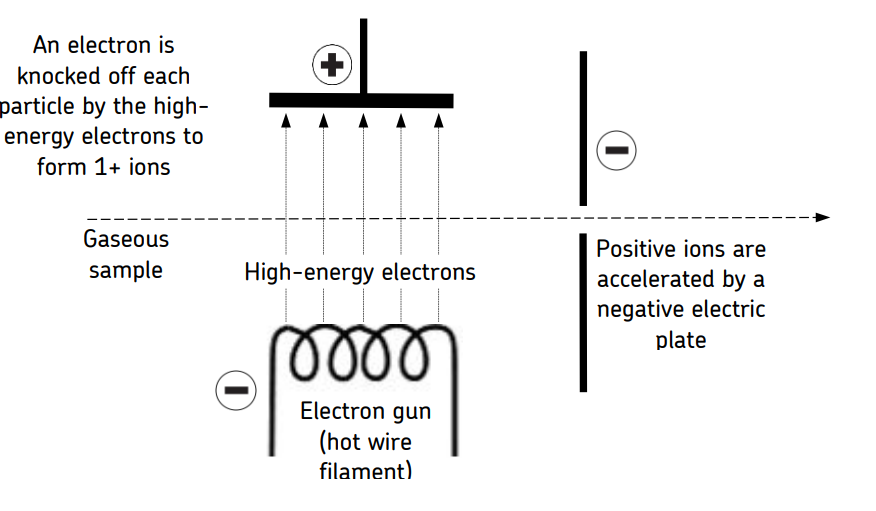 An electron is
knocked off each
particle by the high-
energy electrons to
form 1+ ions
Gaseous
sample
High-energy electrons
Electron gun
(hot wire
filament)
Positive ions are
accelerated by a
negative electric
plate